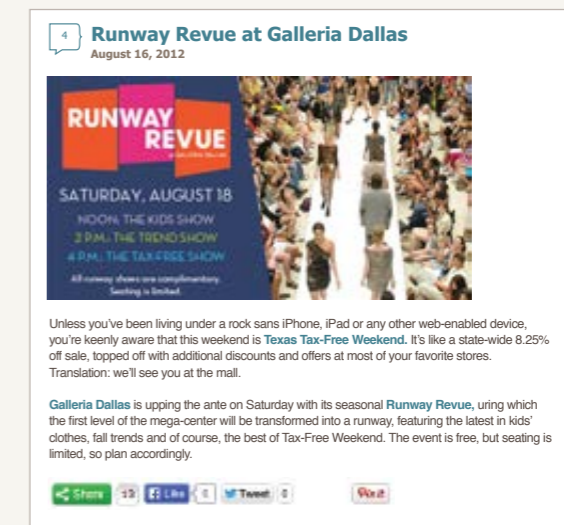 4
Runway Revue at Galleria Dallas
August 16, 2012
RUNWAY
REVUE
SATURDAY, AUGUST 18
NOON: THE KIDS SHOW
2 P.M.: THE TREND SHOW
4 P.M.: THE TAX-FREE SHOW
All runway shows are complimentary.
Seating is limited.
Unless you've been living under a rock sans iPhone, iPad or any other web-enabled device,
you're keenly aware that this weekend is Texas Tax-Free Weekend. It's like a state-wide 8.25%
off sale, topped off with additional discounts and offers at most of your favorite stores.
Translation: we'll see you at the mall.
Galleria Dallas is upping the ante on Saturday with its seasonal Runway Revue, uring which
the first level of the mega-center will be transformed into a runway, featuring the latest in kids'
clothes, fall trends and of course, the best of Tax-Free Weekend. The event is free, but seating is
limited, so plan accordingly.
Share Like Tweet 0 Pin it